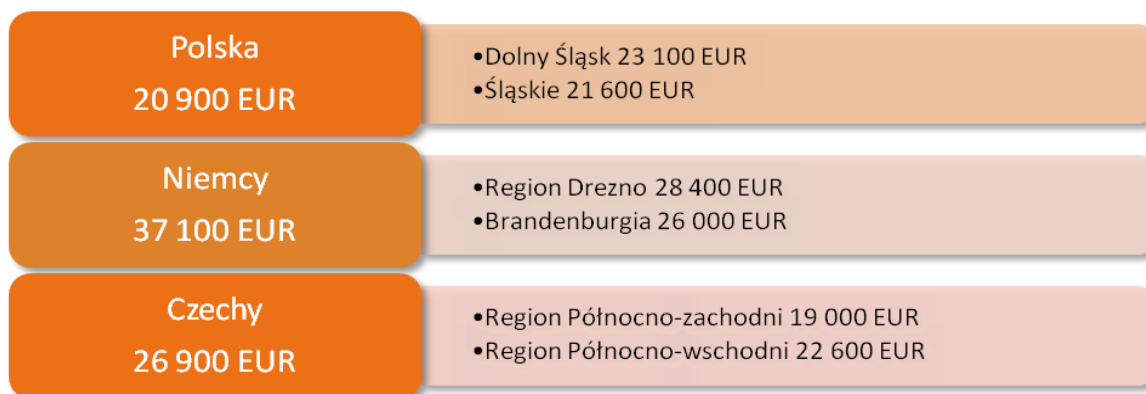 Polska
20 900 EUR
•Dolny Śląsk 23 100 EUR
•Śląskie 21 600 EUR
Niemcy
37 100 EUR
•Region Drezno 28 400 EUR
•Brandenburgia 26 000 EUR
Czechy
26 900 EUR
•Region Północno-zachodni 19 000 EUR
•Region Północno-wschodni 22 600 EUR